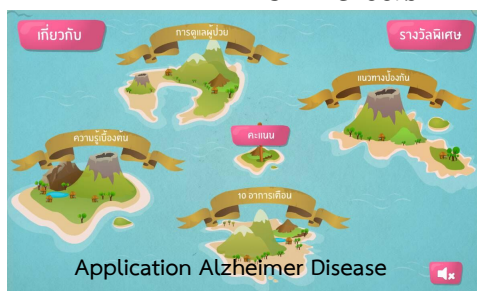 เกี่ยวกับ
การดูแลผู้ป่วย
รางวัลพิเศษ
แนวทางป้องกัน
ความรู้เบื้องต้น
คะแนน
10 อาการเตือน
Application Alzheimer Disease